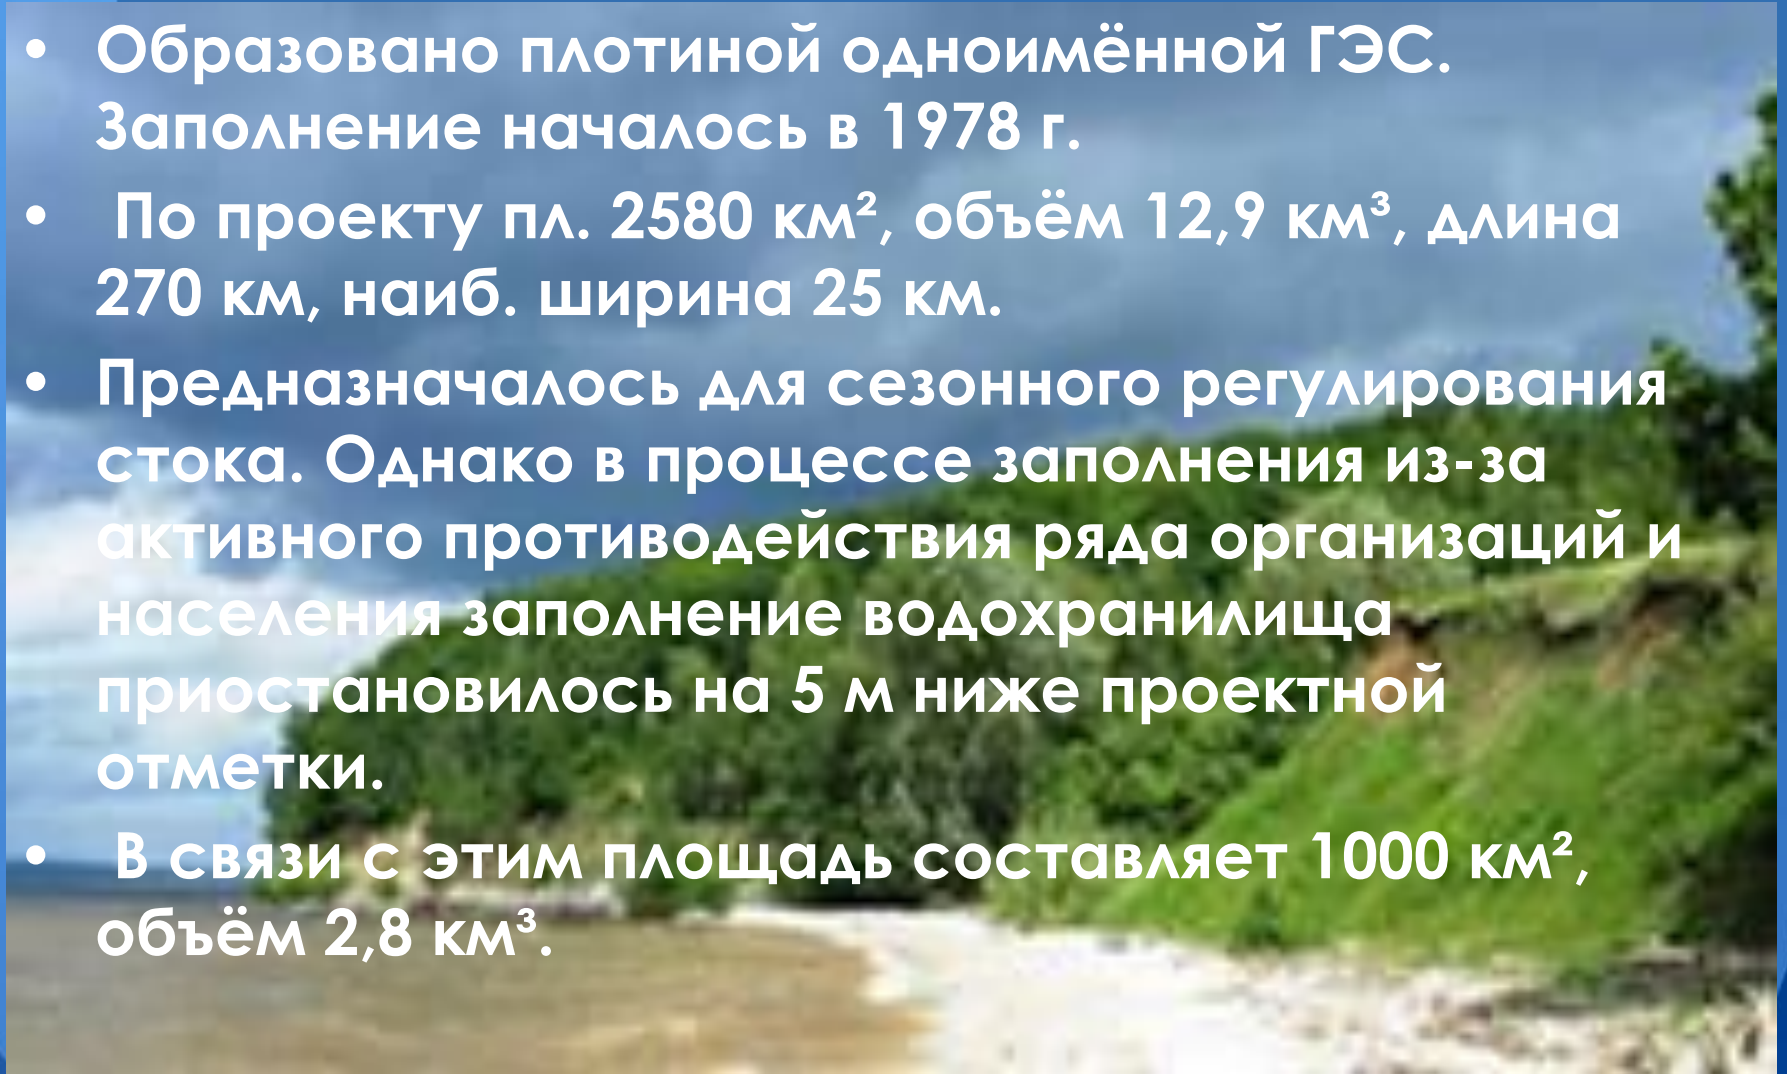 • Образовано плотиной одноимённой ГЭС.
Заполнение началось в 1978 г.
• По проекту пл. 2580 км², объём 12,9 км³, длина
270 км, наиб. ширина 25 км.
• Предназначалось для сезонного регулирования
стока. Однако в процессе заполнения из-за
активного противодействия ряда организаций и
населения заполнение водохранилища
приостановилось на 5 м ниже проектной
отметки.
• В связи с этим площадь составляет 1000 км²,
объём 2,8 км³.